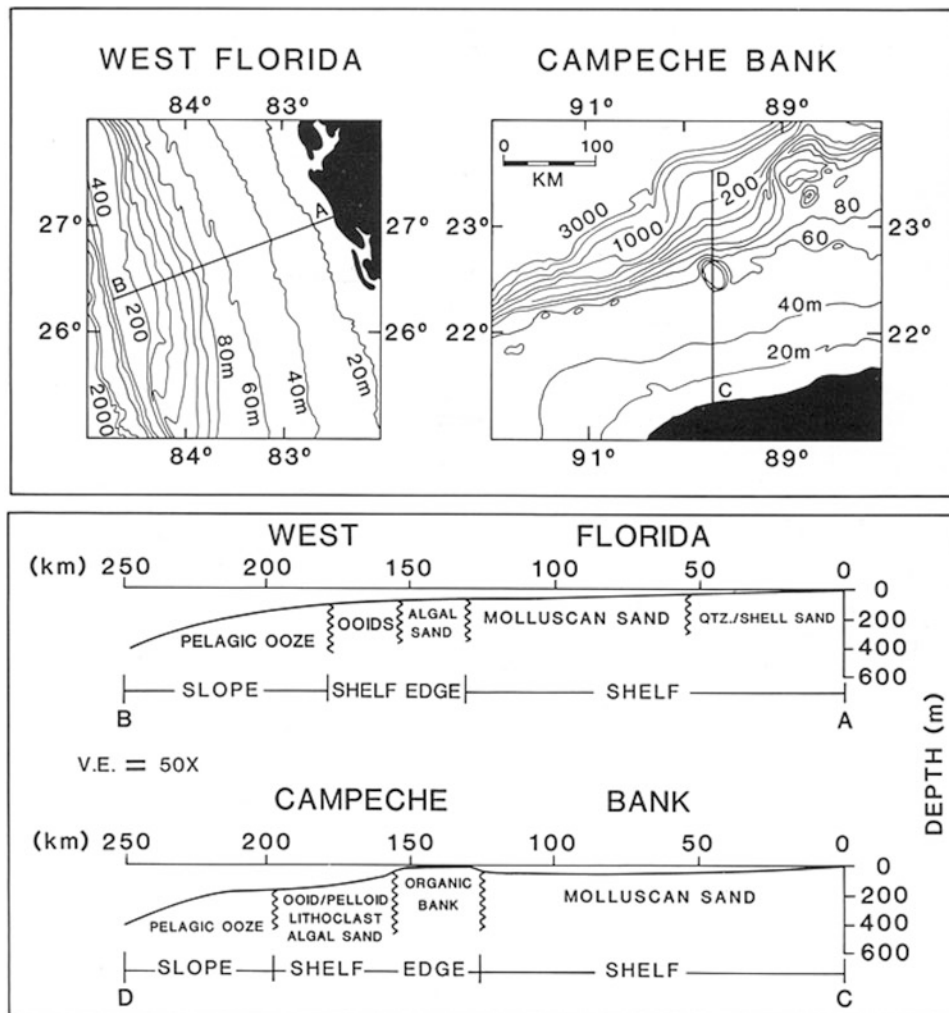 WEST FLORIDA
84° 83°
400
27° A 27°
B
26° 200 80m 60m 40m 20m 26°
2000
84° 83°
CAMPECHE BANK
91° 89°
0 100
KM
D
200
3000 80
23° 1000 60 23°
40m
22° 22°
20m
C
91° 89°
WEST FLORIDA
(km) 250 200 150 100 50 0
0
200
400
600
PELAGIC OOZE OOIDS ALGAL SAND MOLLUSCAN SAND QTZ./SHELL SAND
SLOPE SHELF EDGE SHELF
B A
V.E. = 50X
DEPTH (m)
CAMPECHE BANK
(km) 250 200 150 100 50 0
0
200
400
600
PELAGIC OOZE
OOID/PELLOID
LITHOCLAST
ALGAL SAND
ORGANIC
BANK
MOLLUSCAN SAND
SLOPE SHELF EDGE SHELF
D C